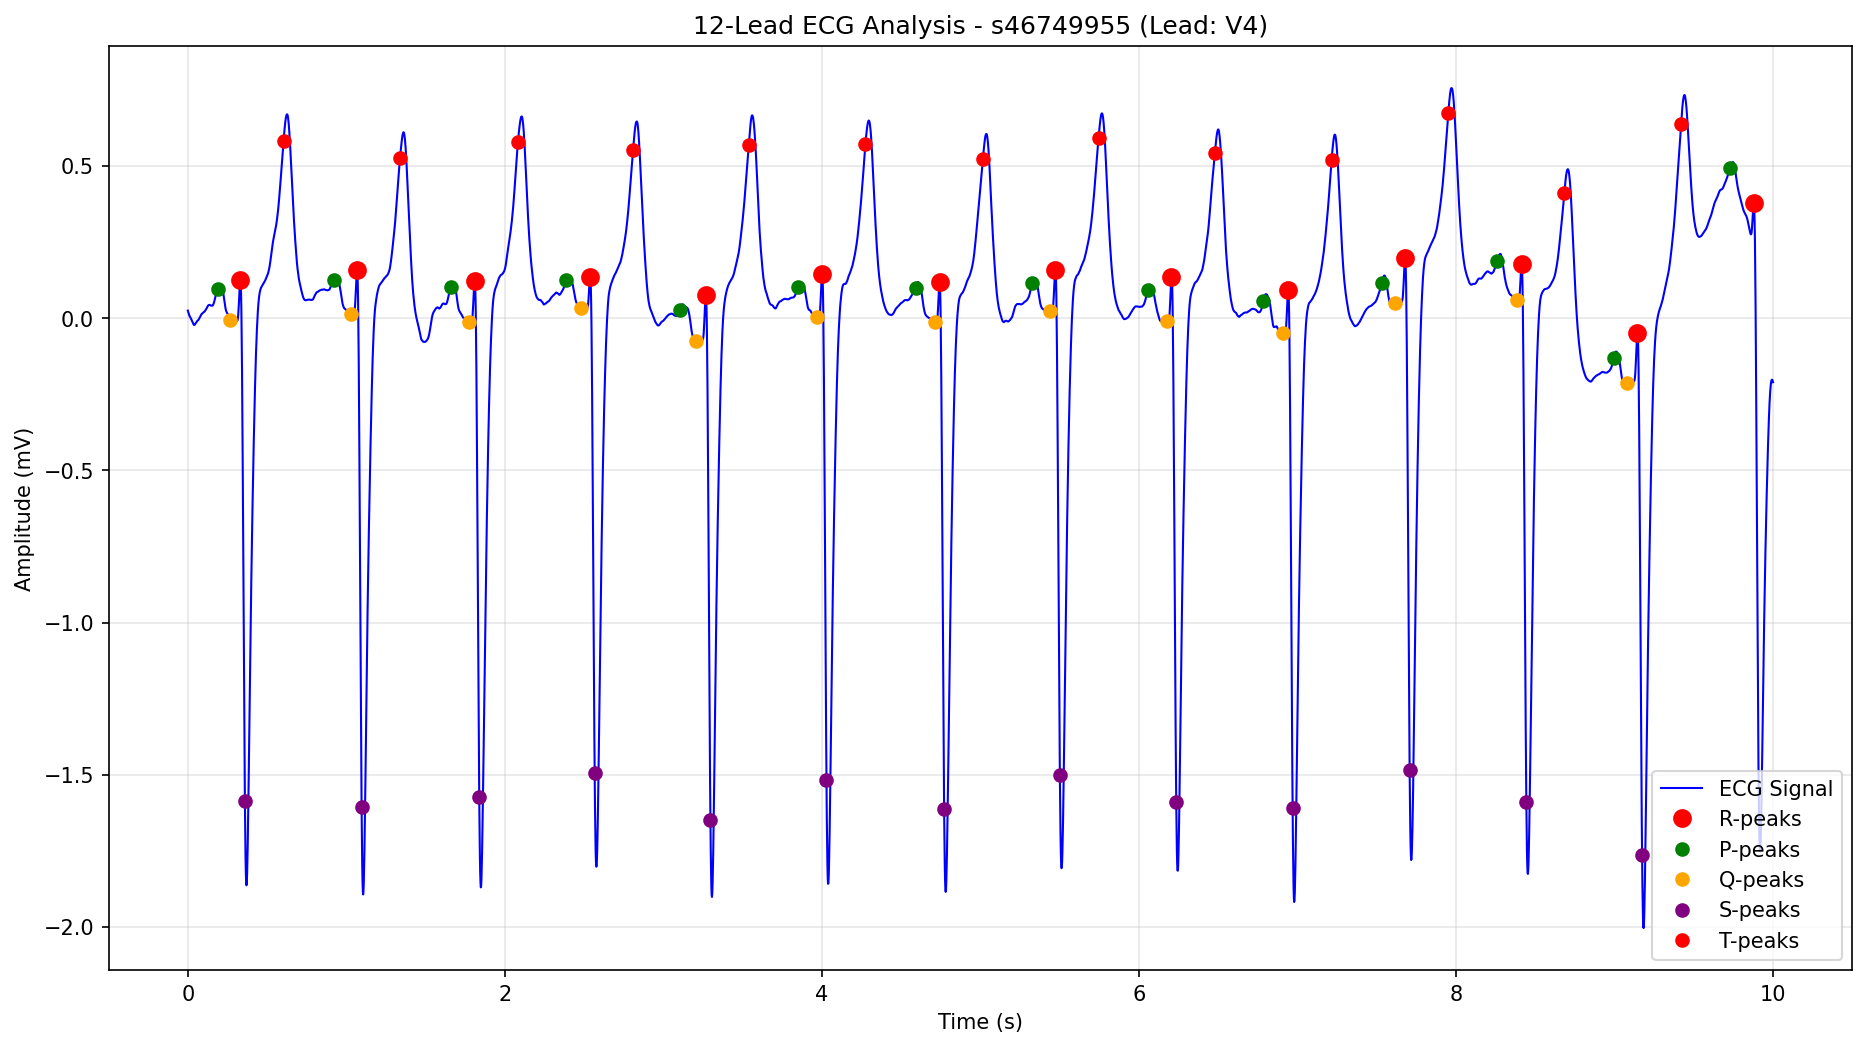 12-Lead ECG Analysis - s46749955 (Lead: V4)
Amplitude (mV)
0.5
0.0
−0.5
−1.0
−1.5
−2.0
ECG Signal
R-peaks
P-peaks
Q-peaks
S-peaks
T-peaks
0 2 4 6 8 10
Time (s)